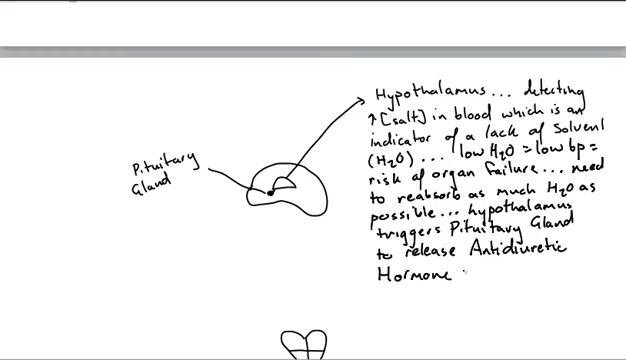 Hypothalamus... detecting
↑[salt] in blood which is an
indicator of a lack of Solvent
(H₂O)... low H₂O = low bp =
risk of organ failure... need
to reabsorb as much H₂O as
possible... hypothalamus
triggers Pituitary Gland
to release Antidiuretic
Hormone
Pituitary
Gland